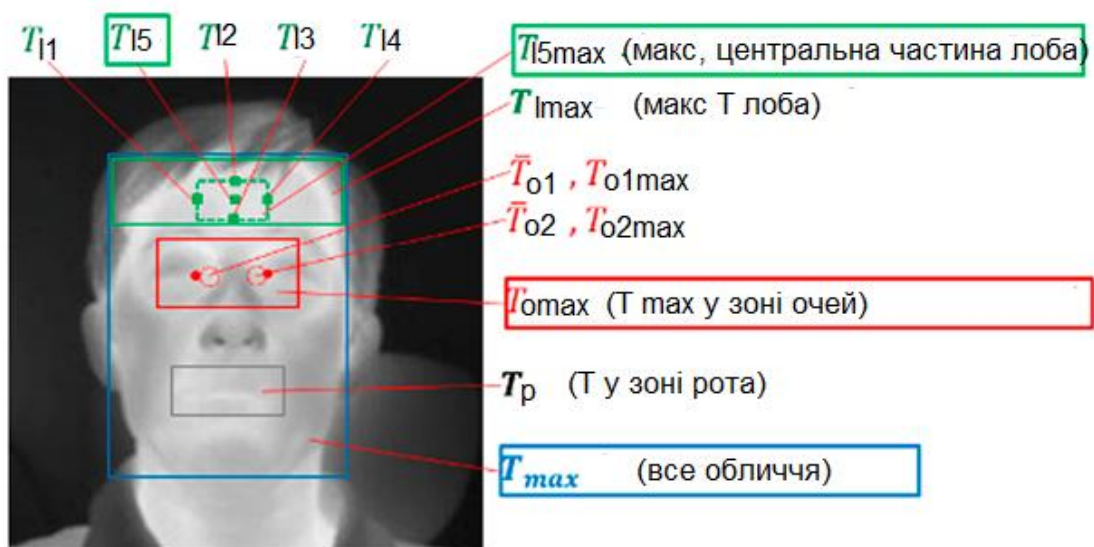 Tl1 Tl5 Tl2 Tl3 Tl4
Tl5max (макс, центральна частина лоба)
Tlmax (макс Т лоба)
T̄o1 , To1max
T̄o2 , To2max
Tomax (Т max у зоні очей)
Tр (Т у зоні рота)
Tmax (все обличчя)